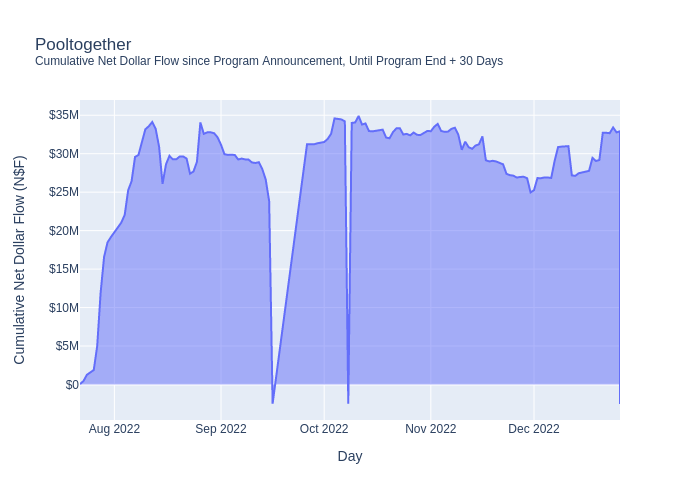 Pooltogether
Cumulative Net Dollar Flow since Program Announcement, Until Program End + 30 Days
Cumulative Net Dollar Flow (N$F)
$35M
$30M
$25M
$20M
$15M
$10M
$5M
$0
Aug 2022
Sep 2022
Oct 2022
Nov 2022
Dec 2022
Day